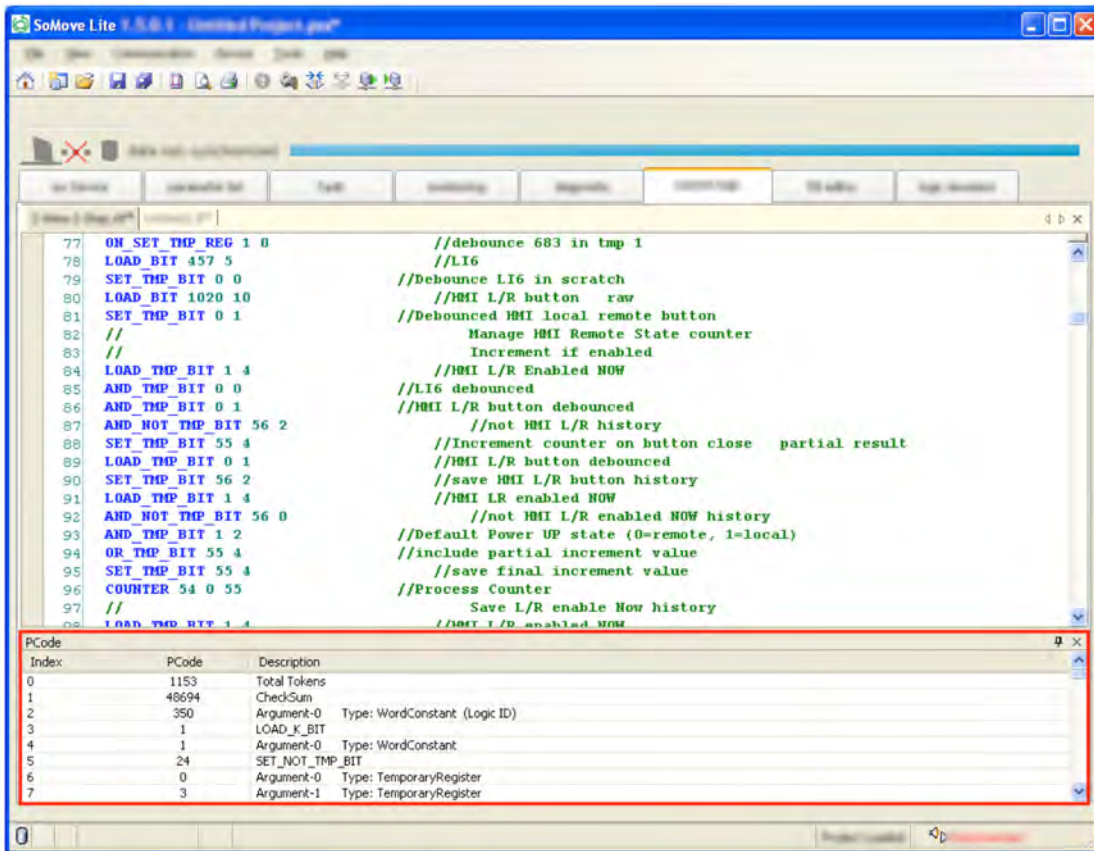 SoMove Lite
77 ON_SET_TMP_REG 1 0 //debounce 683 in tmp 1
78 LOAD_BIT 457 5 //LI6
79 SET_TMP_BIT 0 0 //Debounce LI6 in scratch
80 LOAD_BIT 1020 10 //HMI L/R button raw
81 SET_TMP_BIT 0 1 //Debounced HMI local remote button
82 // Manage HMI Remote State counter
83 // Increment if enabled
84 LOAD_TMP_BIT 1 4 //HMI L/R Enabled NOW
85 AND_TMP_BIT 0 0 //LI6 debounced
86 AND_TMP_BIT 0 1 //HMI L/R button debounced
87 AND_NOT_TMP_BIT 56 2 //not HMI L/R history
88 SET_TMP_BIT 55 4 //Increment counter on button close partial result
89 LOAD_TMP_BIT 0 1 //HMI L/R button debounced
90 SET_TMP_BIT 56 2 //save HMI L/R button history
91 LOAD_TMP_BIT 1 4 //HMI LR enabled NOW
92 AND_NOT_TMP_BIT 56 0 //not HMI L/R enabled NOW history
93 AND_TMP_BIT 1 2 //Default Power UP state (0=remote, 1=local)
94 OR_TMP_BIT 55 4 //include partial increment value
95 SET_TMP_BIT 55 4 //save final increment value
96 COUNTER 54 0 55 //Process Counter
97 // Save L/R enable Now history
98 LOAD_TMP_BIT 1 4 //HMI L/R enabled NOW
PCode
Index PCode Description
0 1153 Total Tokens
1 48694 CheckSum
2 350 Argument-0 Type: WordConstant (Logic ID)
3 1 LOAD_K_BIT
4 1 Argument-0 Type: WordConstant
5 24 SET_NOT_TMP_BIT
6 0 Argument-0 Type: TemporaryRegister
7 3 Argument-1 Type: TemporaryRegister